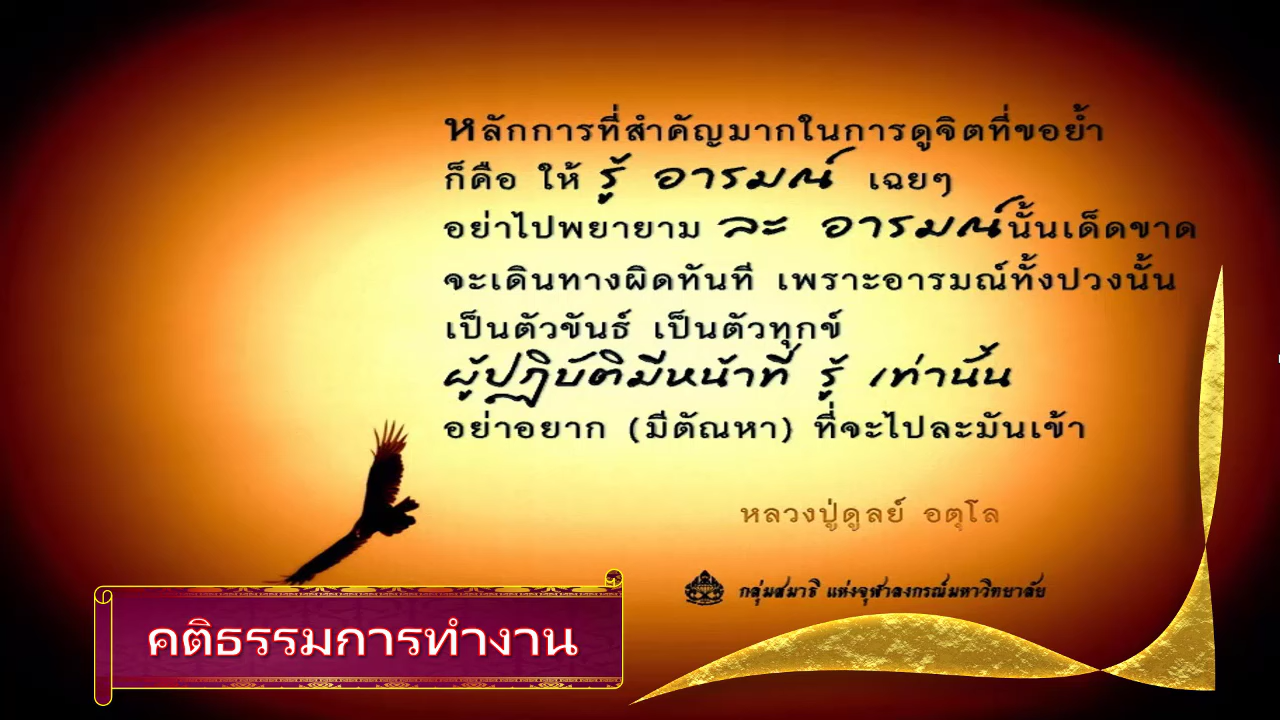 หลักการที่สำคัญมากในการดูจิตที่ขอย้ำ
ก็คือ ให้ รู้ อารมณ์ เฉยๆ
อย่าไปพยายาม ละ อารมณ์นั้นเด็ดขาด
จะเดินทางผิดทันที เพราะอารมณ์ทั้งปวงนั้น
เป็นตัวขันธ์ เป็นตัวทุกข์
ผู้ปฏิบัติมีหน้าที่ รู้ เท่านั้น
อย่าอยาก (มีตัณหา) ที่จะไปละมันเข้า
หลวงปู่ดูลย์ อตุโล
กลุ่มสมาธิ แห่งจุฬาลงกรณ์มหาวิทยาลัย
คติธรรมการทำงาน